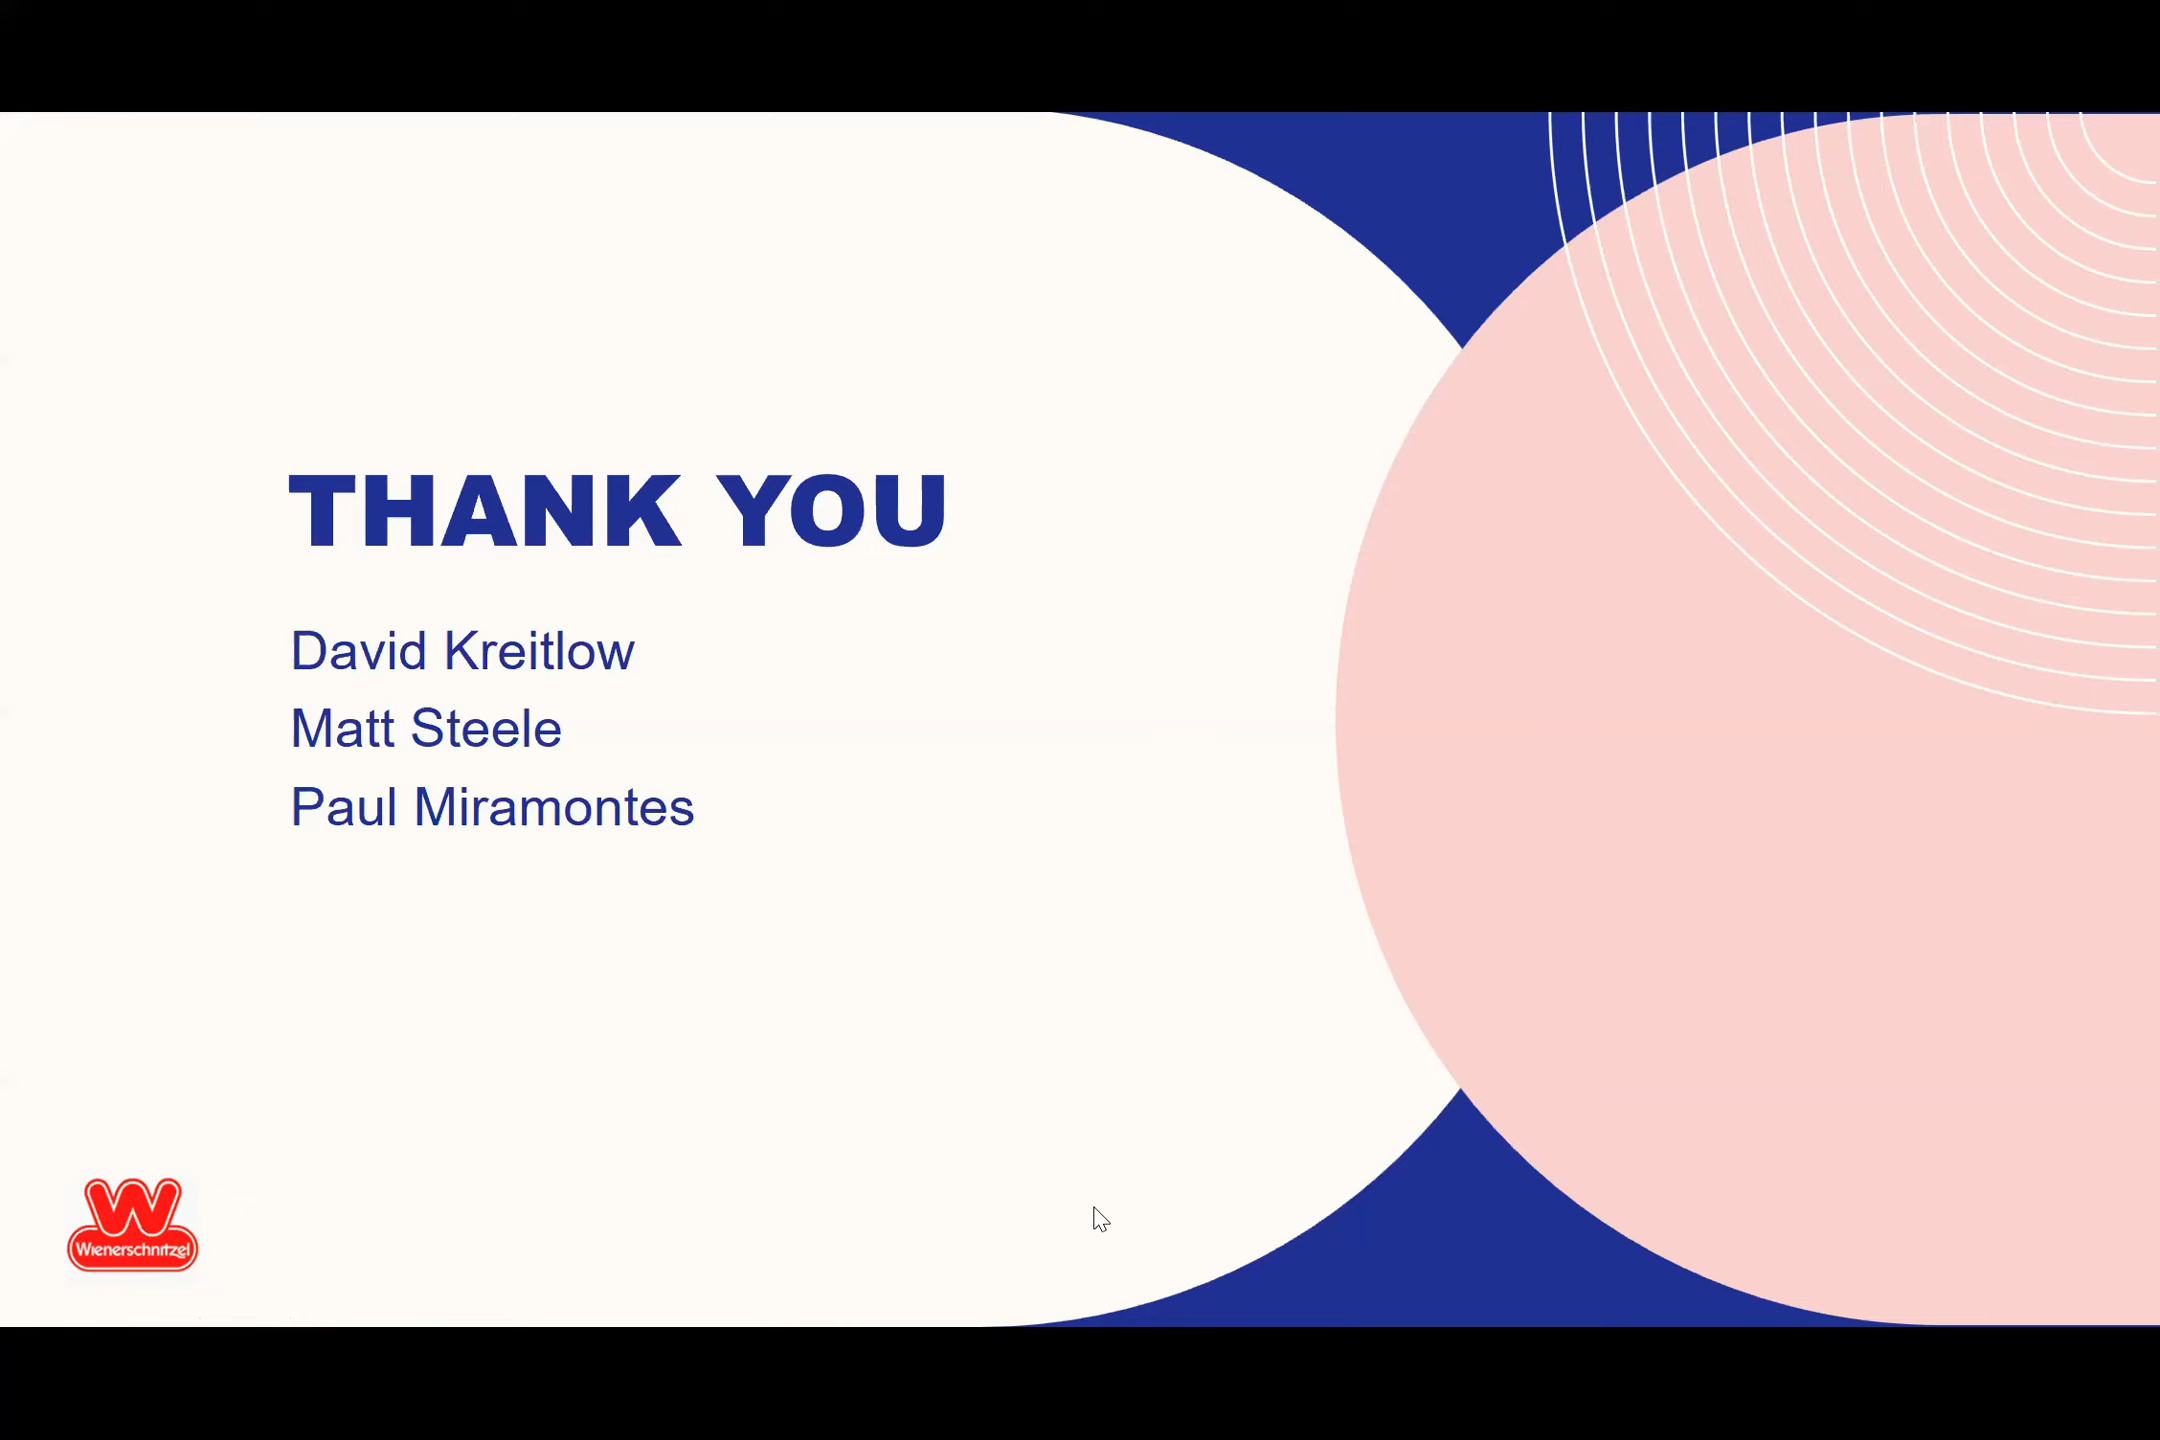 THANK YOU
David Kreitlow
Matt Steele
Paul Miramontes
W
Wienerschnitzel